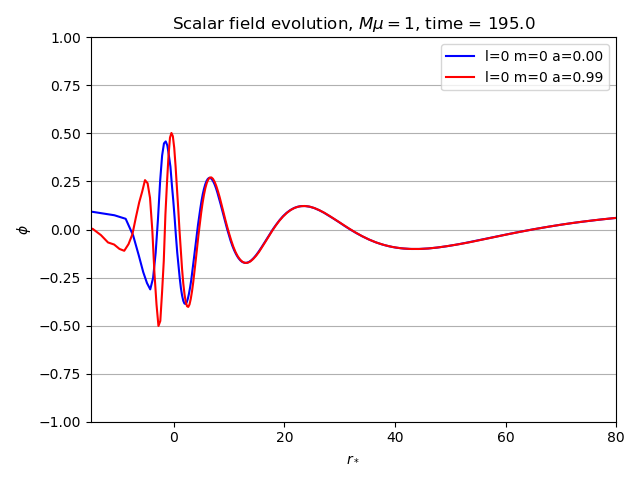 Scalar field evolution, Mμ = 1, time = 195.0
l=0 m=0 a=0.00
l=0 m=0 a=0.99
1.00
0.75
0.50
0.25
0.00
−0.25
−0.50
−0.75
−1.00
ϕ
0 20 40 60 80
r*